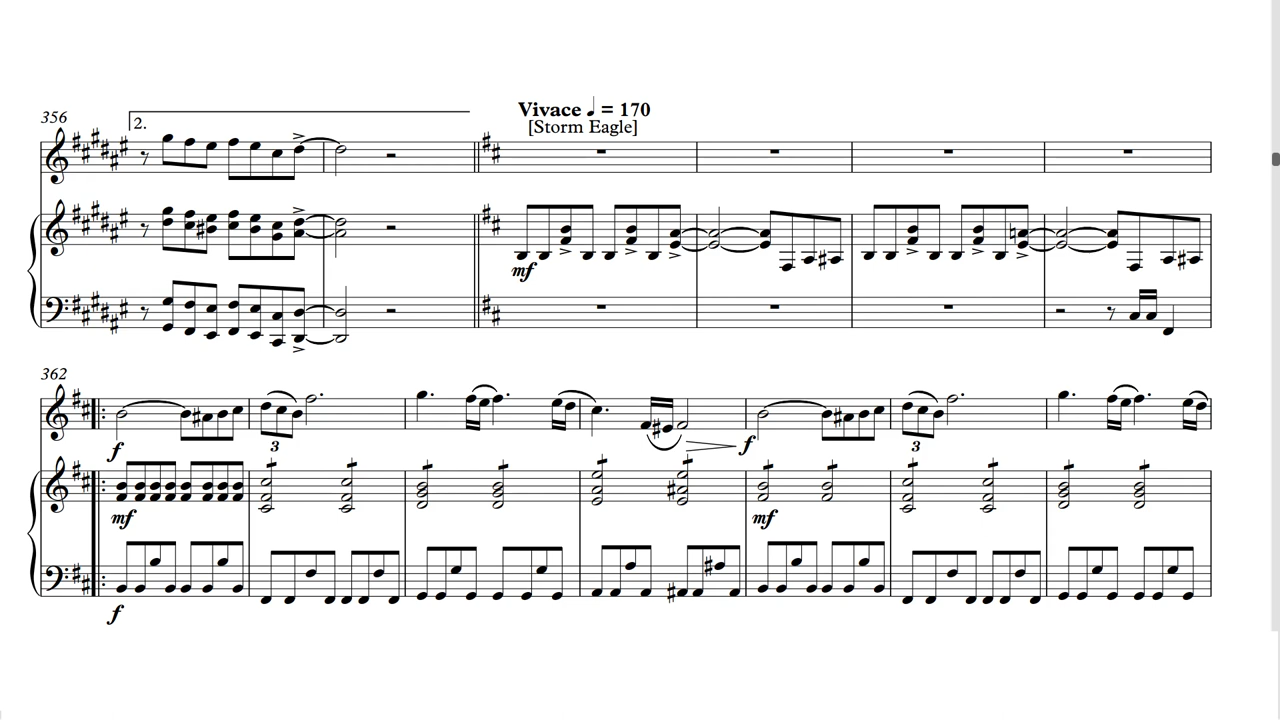 356
2.
Vivace ♩ = 170
[Storm Eagle]
mf
362
f
3
f
3
mf
mf
f